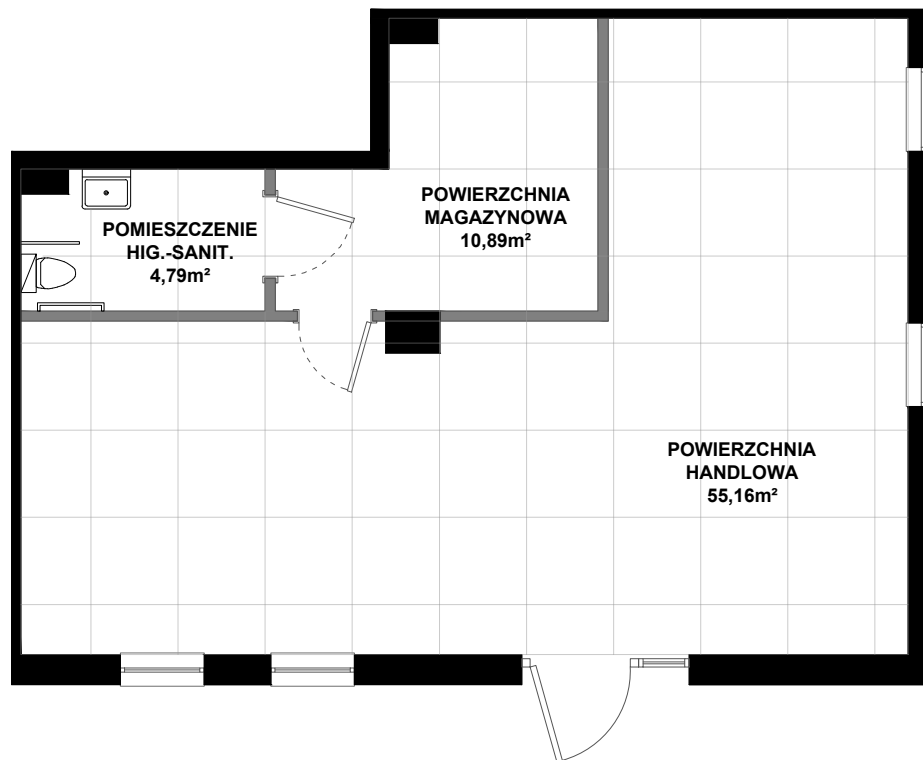 POWIERZCHNIA
MAGAZYNOWA
10,89m²
POMIESZCZENIE
HIG.-SANIT.
4,79m²
POWIERZCHNIA
HANDLOWA
55,16m²